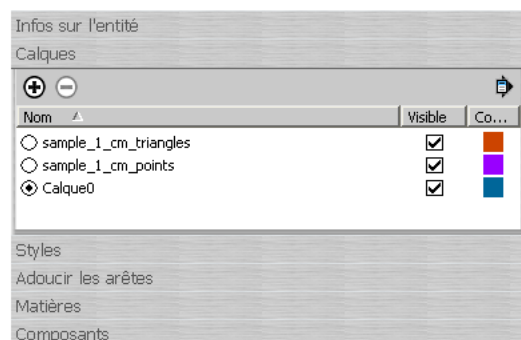 Infos sur l'entité
Calques
Nom Visible Co...
sample_1_cm_triangles
sample_1_cm_points
Calque0
Styles
Adoucir les arêtes
Matières
Composants